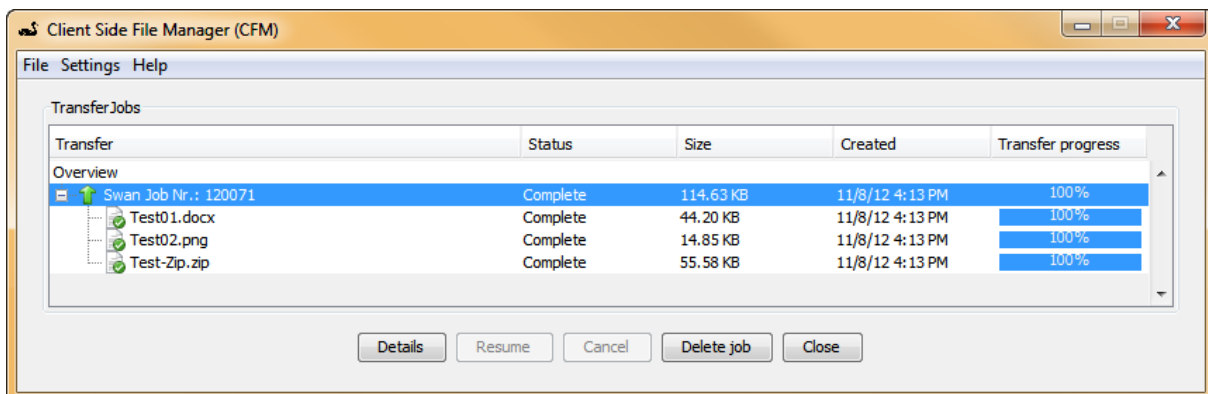 Client Side File Manager (CFM)
File Settings Help
TransferJobs
Transfer Status Size Created Transfer progress
Overview
Swan Job Nr.: 120071 Complete 114.63 KB 11/8/12 4:13 PM 100%
Test01.docx Complete 44.20 KB 11/8/12 4:13 PM 100%
Test02.png Complete 14.85 KB 11/8/12 4:13 PM 100%
Test-Zip.zip Complete 55.58 KB 11/8/12 4:13 PM 100%
Details Resume Cancel Delete job Close